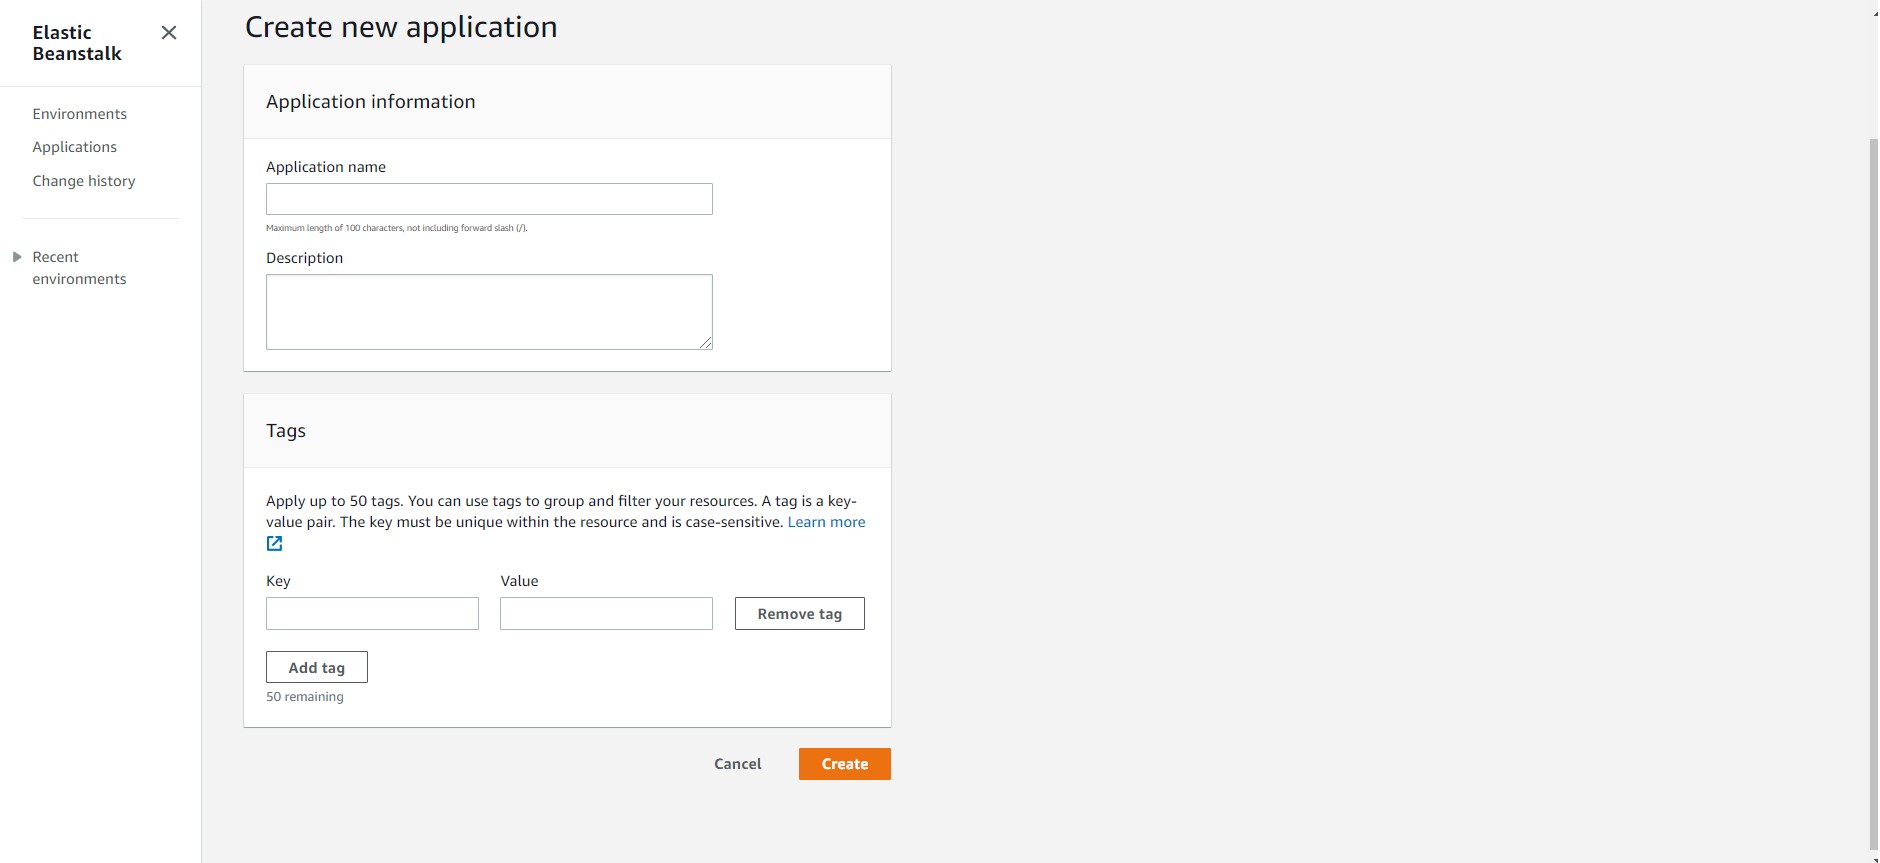 Elastic
Beanstalk
Environments
Applications
Change history
Recent
environments
Create new application
Application information
Application name
Maximum length of 100 characters, not including forward slash (/).
Description
Tags
Apply up to 50 tags. You can use tags to group and filter your resources. A tag is a key-
value pair. The key must be unique within the resource and is case-sensitive. Learn more
Key Value
Remove tag
Add tag
50 remaining
Cancel Create